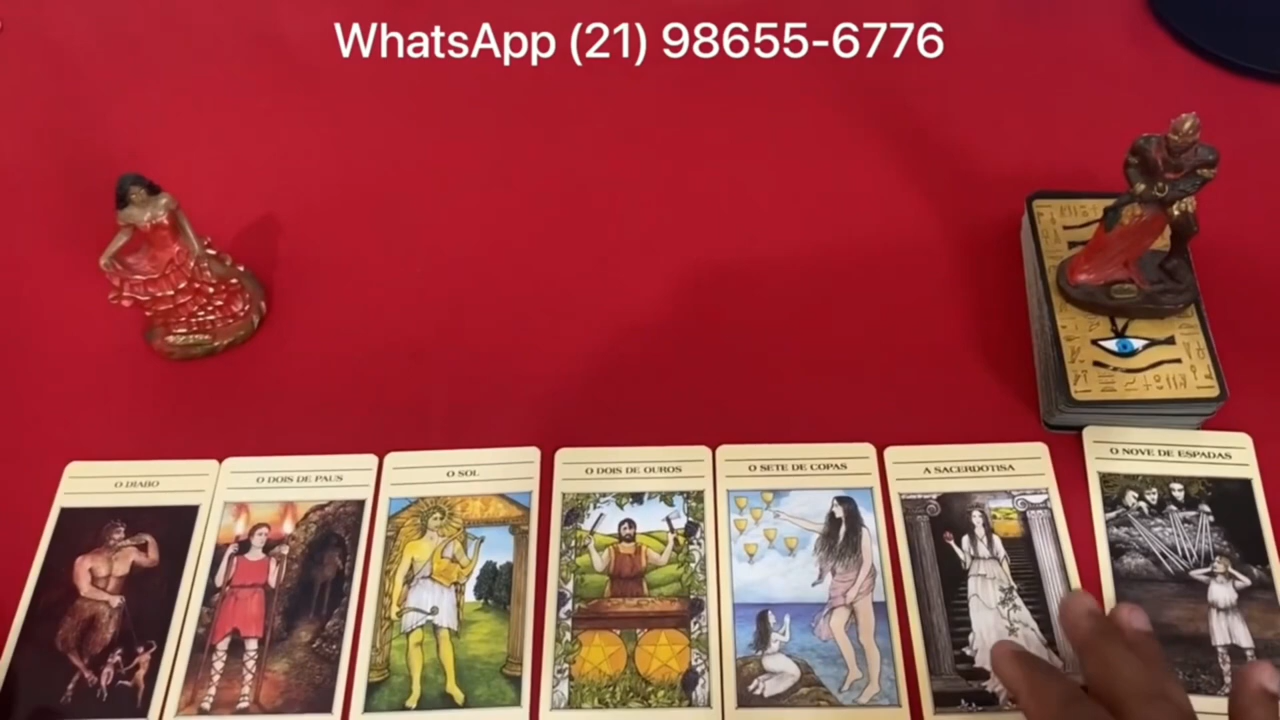 WhatsApp (21) 98655-6776
O DIABO
O DOIS DE PAUS
O SOL
O DOIS DE OUROS
O SETE DE COPAS
A SACERDOTISA
O NOVE DE ESPADAS